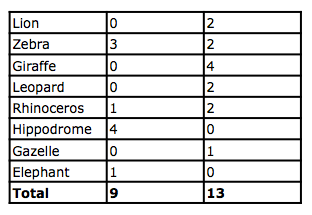 Lion 0 2
Zebra 3 2
Giraffe 0 4
Leopard 0 2
Rhinoceros 1 2
Hippodrome 4 0
Gazelle 0 1
Elephant 1 0
Total 9 13